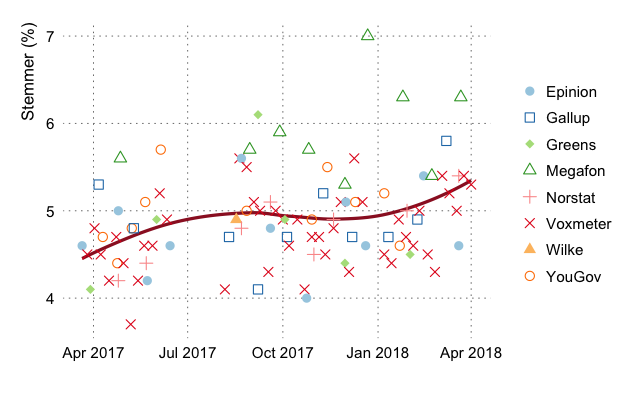 Stemmer (%)
7
6
5
4
Apr 2017 Jul 2017 Oct 2017 Jan 2018 Apr 2018
Epinion
Gallup
Greens
Megafon
Norstat
Voxmeter
Wilke
YouGov